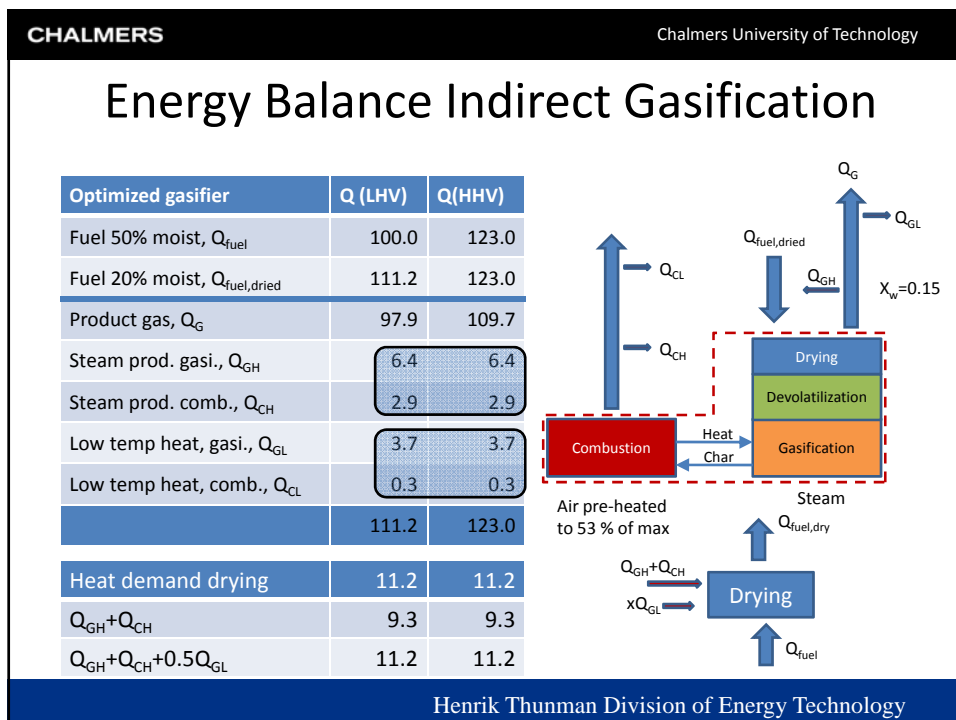 CHALMERS
Chalmers University of Technology
Energy Balance Indirect Gasification
Optimized gasifier Q (LHV) Q(HHV)
Fuel 50% moist, Qfuel 100.0 123.0
Fuel 20% moist, Qfuel,dried 111.2 123.0
Product gas, QG 97.9 109.7
Steam prod. gasi., QGH 6.4 6.4
Steam prod. comb., QCH 2.9 2.9
Low temp heat, gasi., QGL 3.7 3.7
Low temp heat, comb., QCL 0.3 0.3
111.2 123.0
Heat demand drying 11.2 11.2
QGH+QCH 9.3 9.3
QGH+QCH+0.5QGL 11.2 11.2
QG
QGL
Qfuel,dried
QCL
QGH
Xw=0.15
QCH
Drying
Devolatilization
Combustion
Heat
Char
Gasification
Air pre-heated
to 53 % of max
Steam
Qfuel,dry
QGH+QCH
xQGL
Drying
Qfuel
Henrik Thunman Division of Energy Technology